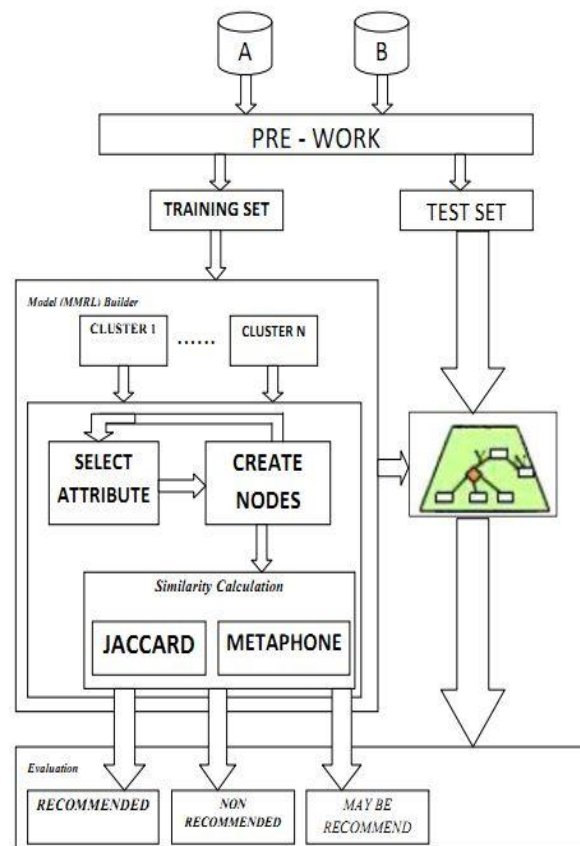 A
B
PRE - WORK
TRAINING SET
TEST SET
Model (MMRL) Builder
CLUSTER 1
......
CLUSTER N
SELECT
ATTRIBUTE
CREATE
NODES
Similarity Calculation
JACCARD
METAPHONE
Evaluation
RECOMMENDED
NON
RECOMMENDED
MAY BE
RECOMMEND